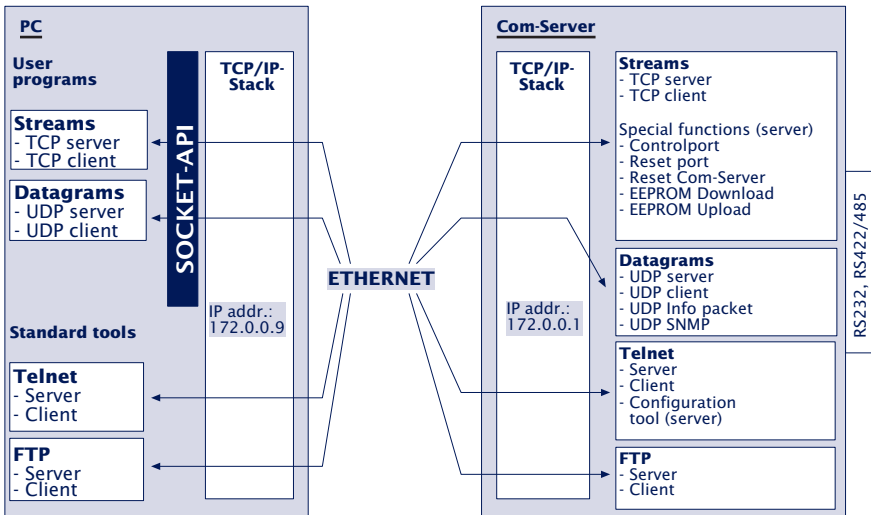 PC
User
programs
Streams
- TCP server
- TCP client
Datagrams
- UDP server
- UDP client
Standard tools
Telnet
- Server
- Client
FTP
- Server
- Client
SOCKET-API
TCP/IP-
Stack
IP addr.:
172.0.0.9
ETHERNET
Com-Server
TCP/IP-
Stack
IP addr.:
172.0.0.1
Streams
- TCP server
- TCP client
Special functions (server)
- Controlport
- Reset port
- Reset Com-Server
- EEPROM Download
- EEPROM Upload
Datagrams
- UDP server
- UDP client
- UDP Info packet
- UDP SNMP
Telnet
- Server
- Client
- Configuration
tool (server)
FTP
- Server
- Client
RS232, RS422/485